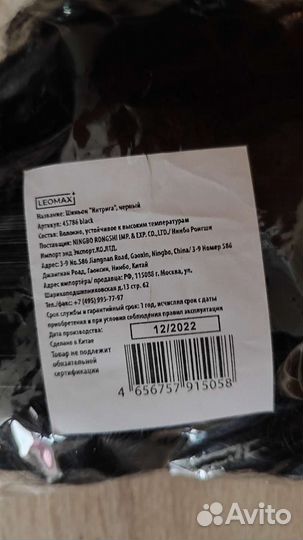 LEOMAX+
Название: Шиньон "Интрига", черный
Артикул: 45786 black
Состав: Волокно, устойчивое к высоким температурам
Поставщик: NINGBO RONGSHI IMP. & EXP. CO.,LTD./ Нинбо Ронгши
Импорт энд Экспорт.КО.ЛТД.
Адрес: 3-9 No.586 Jiangnan Road, Gaoxin, Ningbo, China/ 3-9 Номер 586
Джангнан Роад, Гаоксин, Нинбо, Китай
Адрес импортёра/ продавца: РФ, 115058 г. Москва, ул.
Шарикоподшипниковская д.13 стр. 62
Тел./факс: +7 (495) 995-77-97
Срок службы и гарантийный срок: 1 год, исчисляя срок с даты
приобретения и при условии соблюдения правил эксплуатации
Дата производства: 12/2022
Сделано в Китае
Товар не подлежит
обязательной
сертификации
4 656757 915058
Avito